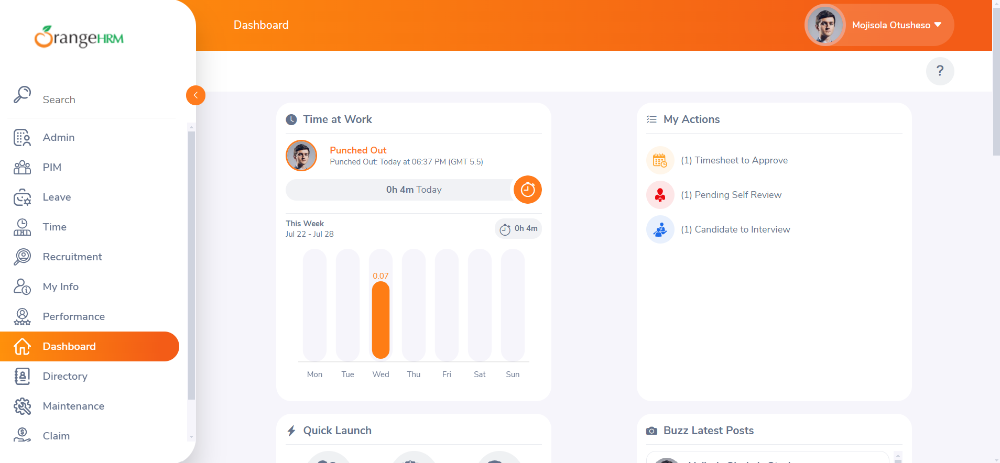 OrangeHRM
Search
Admin
PIM
Leave
Time
Recruitment
My Info
Performance
Dashboard
Directory
Maintenance
Claim
Dashboard
Mojisola Otusheso
?
Time at Work
Punched Out
Punched Out: Today at 06:37 PM (GMT 5.5)
0h 4m Today
This Week
Jul 22 - Jul 28
0h 4m
0.07
Mon Tue Wed Thu Fri Sat Sun
My Actions
(1) Timesheet to Approve
(1) Pending Self Review
(1) Candidate to Interview
Quick Launch
Buzz Latest Posts